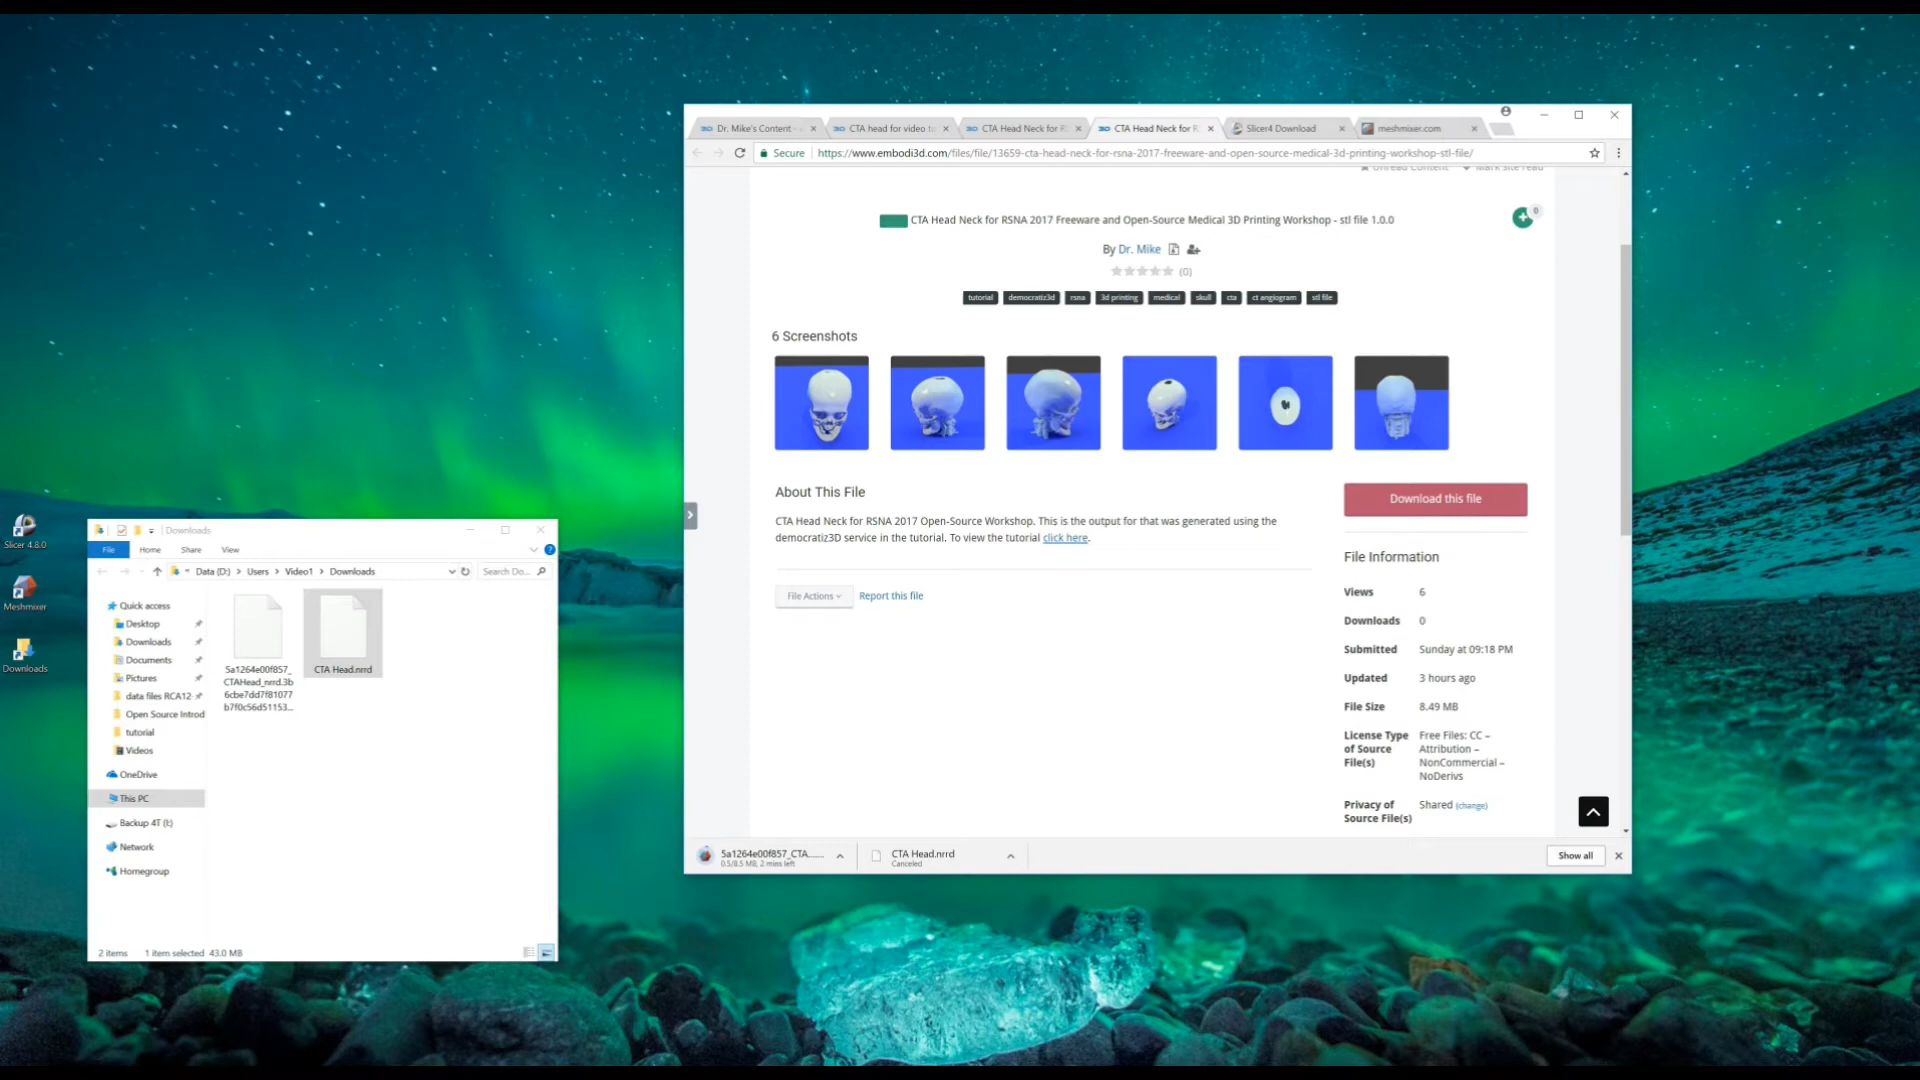 Slicer 4.8.0
Meshmixer
Downloads
Downloads
File
Home
Share
View
Data (D:) > Users > Video1 > Downloads
Search Do...
Quick access
Desktop
Downloads
Documents
Pictures
data files RCA12-
Open Source Introd
tutorial
Videos
OneDrive
This PC
Backup 4T (I:)
Network
Homegroup
5a1264e00f857_
CTAHead_nrrd.3b
6cbe7dd7f81077
b7f0c56d51153...
CTA Head.nrrd
2 items
1 item selected 43.0 MB
Dr. Mike's Content -
CTA head for video t
CTA Head Neck for R
CTA Head Neck for R
Slicer4 Download
meshmixer.com
Secure
https://www.embodi3d.com/files/file/13659-cta-head-neck-for-rsna-2017-freeware-and-open-source-medical-3d-printing-workshop-stl-file/
Unread Content
Mark site read
CTA Head Neck for RSNA 2017 Freeware and Open-Source Medical 3D Printing Workshop - stl file 1.0.0
0
By Dr. Mike
(0)
tutorial
democratiz3d
rsna
3d printing
medical
skull
cta
ct angiogram
stl file
6 Screenshots
About This File
CTA Head Neck for RSNA 2017 Open-Source Workshop. This is the output for that was generated using the
democratiz3D service in the tutorial. To view the tutorial click here.
File Actions
Report this file
Download this file
File Information
Views 6
Downloads 0
Submitted Sunday at 09:18 PM
Updated 3 hours ago
File Size 8.49 MB
License Type Free Files: CC –
of Source Attribution –
File(s) NonCommercial –
NoDerivs
Privacy of Shared (change)
Source File(s)
5a1264e00f857_CTA......
0.5/8.5 MB, 2 mins left
CTA Head.nrrd
Canceled
Show all